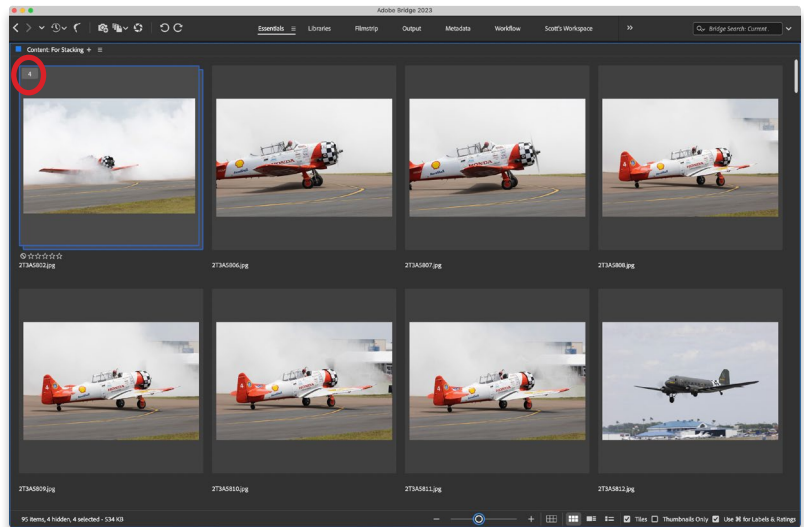 Adobe Bridge 2023
Essentials Libraries Filmstrip Output Metadata Workflow Scott's Workspace >> Bridge Search: Current
Content: For Stacking
4
HONDA
HONDA
2T3A5802.jpg 2T3A5806.jpg 2T3A5807.jpg 2T3A5808.jpg
2T3A5809.jpg 2T3A5810.jpg 2T3A5811.jpg 2T3A5812.jpg
95 items, 4 hidden, 4 selected - 534 KB Tiles Thumbnails Only Use ⌘ for Labels & Ratings